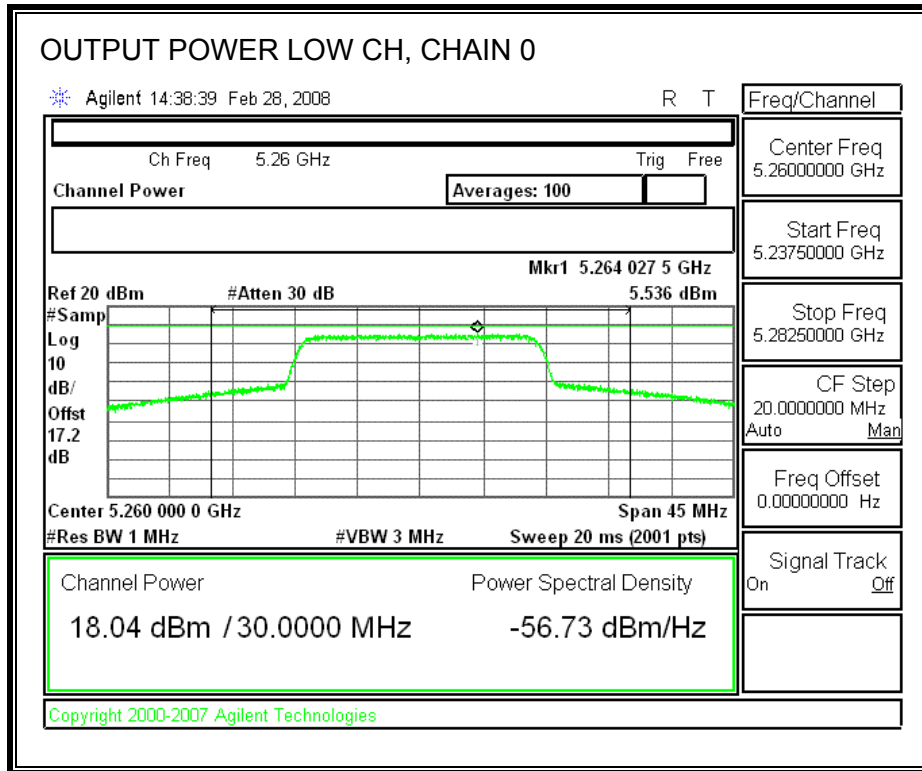 OUTPUT POWER LOW CH, CHAIN 0
Agilent 14:38:39 Feb 28, 2008 R T
Freq/Channel
Ch Freq 5.26 GHz Trig Free
Channel Power Averages: 100
Mkr1 5.264 027 5 GHz
Ref 20 dBm #Atten 30 dB 5.536 dBm
#Samp
Log
10
dB/
Offst
17.2
dB
1
Center 5.260 000 0 GHz Span 45 MHz
#Res BW 1 MHz #VBW 3 MHz Sweep 20 ms (2001 pts)
Channel Power Power Spectral Density
18.04 dBm / 30.0000 MHz -56.73 dBm/Hz
Center Freq
5.26000000 GHz
Start Freq
5.23750000 GHz
Stop Freq
5.28250000 GHz
CF Step
20.0000000 MHz
Auto Man
Freq Offset
0.00000000 Hz
Signal Track
On Off
Copyright 2000-2007 Agilent Technologies